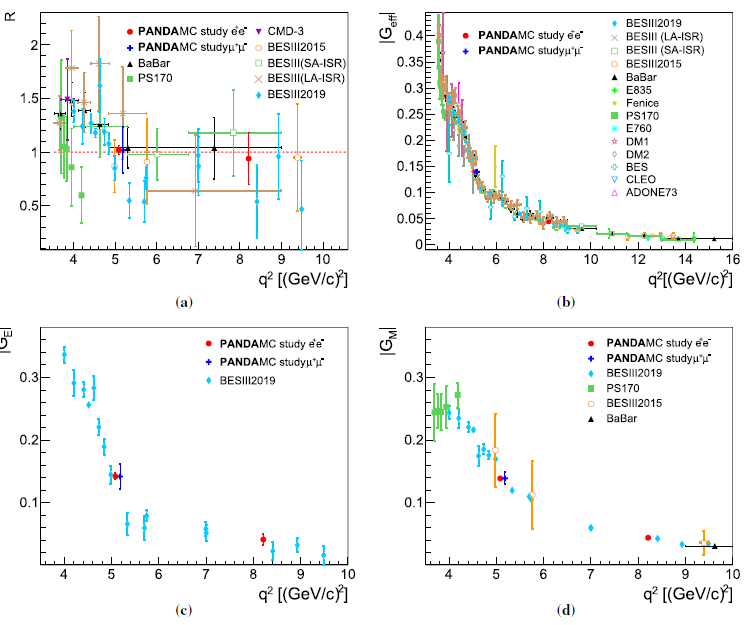 R
PANDAMC study e⁺e⁻
PANDAMC studyμ⁺μ⁻
BaBar
PS170
CMD-3
BESIII2015
BESIII(SA-ISR)
BESIII(LA-ISR)
BESIII2019
2
1.5
1
0.5
4 5 6 7 8 9 10
q² [(GeV/c)²]
(a)
|G_eff|
PANDAMC study e⁺e⁻
PANDAMC studyμ⁺μ⁻
BESIII2019
BESIII (LA-ISR)
BESIII (SA-ISR)
BESIII2015
BaBar
E835
Fenice
PS170
E760
DM1
DM2
BES
CLEO
ADONE73
0.4
0.35
0.3
0.25
0.2
0.15
0.1
0.05
0
4 6 8 10 12 14 16
q²[(GeV/c)²]
(b)
|G_E|
PANDAMC study e⁺e⁻
PANDAMC studyμ⁺μ⁻
BESIII2019
0.3
0.2
0.1
4 5 6 7 8 9 10
q² [(GeV/c)²]
(c)
|G_M|
PANDAMC study e⁺e⁻
PANDAMC studyμ⁺μ⁻
BESIII2019
PS170
BESIII2015
BaBar
0.3
0.2
0.1
4 5 6 7 8 9 10
q² [(GeV/c)²]
(d)